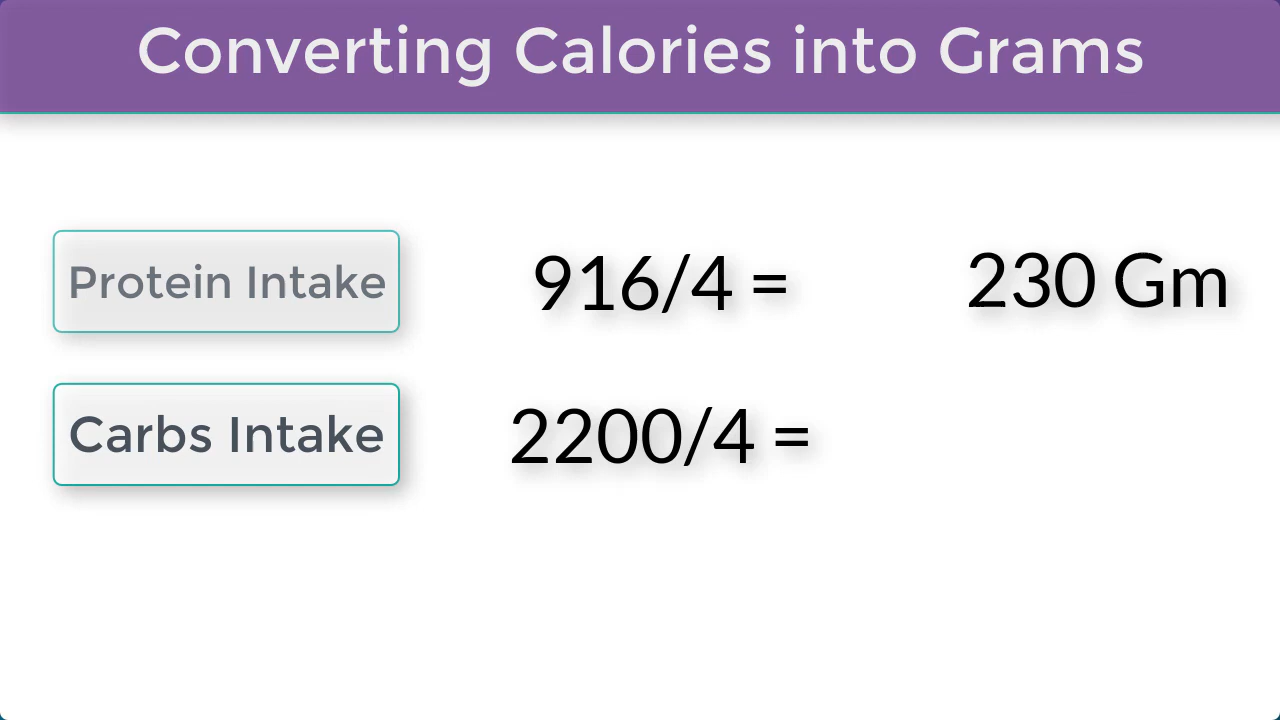 Converting Calories into Grams
Protein Intake 916/4 = 230 Gm
Carbs Intake 2200/4 =